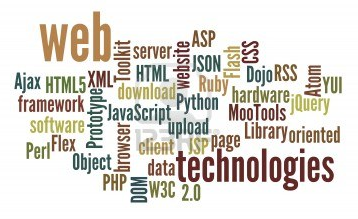 web
Toolkit
server
website
ASP
JSON
Flash
CSS
Ajax
HTML5
XML
HTML
Ruby
Dojo
RSS
Atom
YUI
framework
Prototype
download
Python
hardware
jQuery
software
JavaScript
MooTools
Perl
Flex
browser
upload
Library
oriented
Object
client
JSP
page
data
technologies
PHP
DOM
W3C
2.0